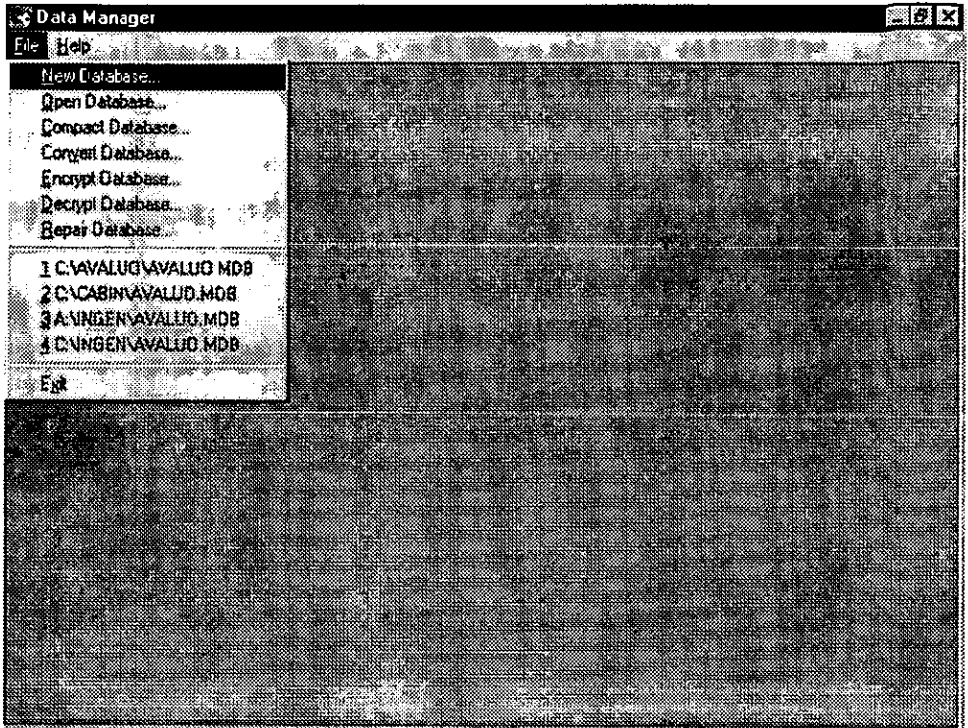 Data Manager
File Help
New Database...
Open Database...
Compact Database...
Convert Database...
Encrypt Database...
Decrypt Database...
Repair Database...
1 C:\AVALUO\AVALUO.MDB
2 C:\CABIN\AVALUO.MDB
3 A:\INGEN\AVALUO.MDB
4 C:\INGEN\AVALUO.MDB
Exit